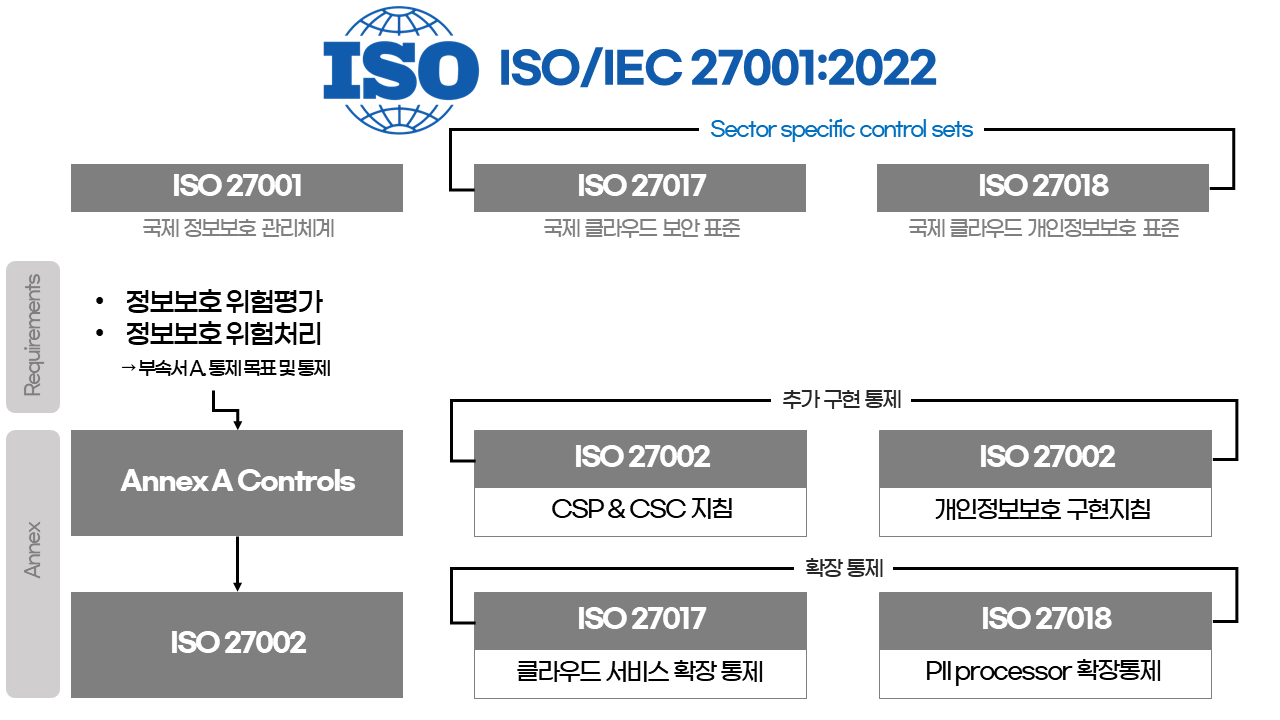 ISO
ISO/IEC 27001:2022
Sector specific control sets
ISO 27001
ISO 27017
ISO 27018
국제 정보보호 관리체계
국제 클라우드 보안 표준
국제 클라우드 개인정보보호 표준
Requirements
• 정보보호 위험평가
• 정보보호 위험처리
→ 부속서 A. 통제 목표 및 통제
추가 구현 통제
Annex
Annex A Controls
ISO 27002
CSP & CSC 지침
ISO 27002
개인정보보호 구현지침
확장 통제
ISO 27002
ISO 27017
클라우드 서비스 확장 통제
ISO 27018
PII processor 확장통제